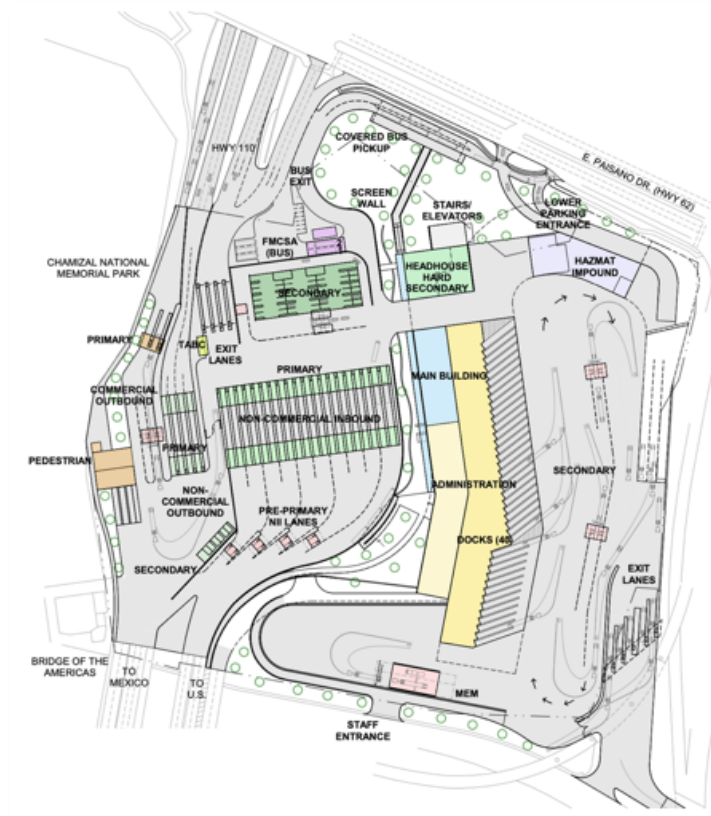 HWY 110
COVERED BUS
PICKUP
E. PAISANO DR. (HWY 62)
BUS
EXIT
SCREEN
WALL
STAIRS/
ELEVATORS
LOWER
PARKING
ENTRANCE
FMCSA
(BUS)
CHAMIZAL NATIONAL
MEMORIAL PARK
HEADHOUSE
HARD
SECONDARY
HAZMAT
IMPOUND
SECONDARY
PRIMARY
TABC
EXIT
LANES
PRIMARY
MAIN BUILDING
COMMERCIAL
OUTBOUND
NON-COMMERCIAL INBOUND
PRIMARY
PEDESTRIAN
NON-
COMMERCIAL
OUTBOUND
PRE-PRIMARY
NII LANES
ADMINISTRATION
SECONDARY
DOCKS (46)
SECONDARY
EXIT
LANES
BRIDGE OF THE
AMERICAS
TO
MEXICO
TO
U.S.
MEM
STAFF
ENTRANCE